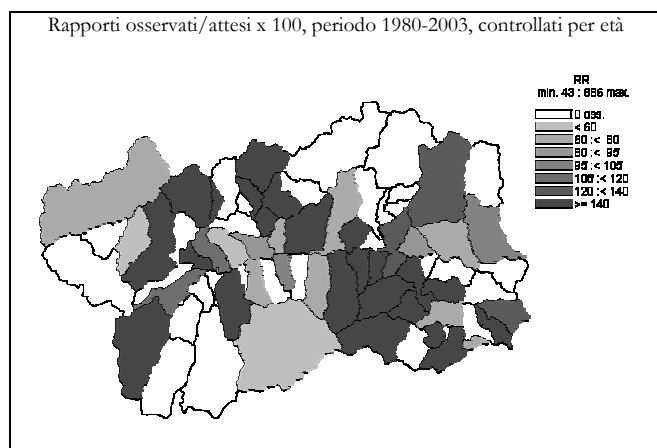 Rapporti osservati/attesi x 100, periodo 1980-2003, controllati per età
RR
min. 43 : 686 max.
0 oss.
< 60
60 :< 80
80 :< 95
95 :< 105
105 :< 120
120 :< 140
>= 140